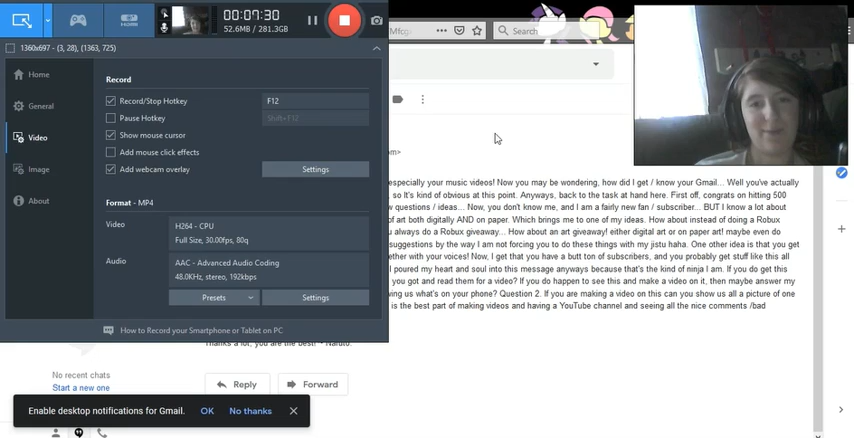 00:07:30
52.6MB / 281.3GB
1360x697 - (3, 28), (1363, 725)
Search
Home
General
Video
Image
About
Record
Record/Stop Hotkey
F12
Pause Hotkey
Shift+F12
Show mouse cursor
Add mouse click effects
Add webcam overlay
Settings
Format - MP4
Video
H264 - CPU
Full Size, 30.00fps, 80q
Audio
AAC - Advanced Audio Coding
48.0KHz, stereo, 192kbps
Presets
Settings
How to Record your Smartphone or Tablet on PC
especially your music videos! Now you may be wondering, how did I get / know your Gmail... Well you've actually
so it's kind of obvious at this point. Anyways, back to the task at hand here. First off, congrats on hitting 500
questions / ideas... Now, you don't know me, and I am a fairly new fan / subscriber... BUT I know a lot about
of art both digitally AND on paper. Which brings me to one of my ideas. How about instead of doing a Robux
always do a Robux giveaway... How about an art giveaway! either digital art or on paper art! maybe even do
suggestions by the way I am not forcing you to do these things with my jistu haha. One other idea is that you get
ether with your voices! Now, I get that you have a butt ton of subscribers, and you probably get stuff like this all
I poured my heart and soul into this message anyways because that's the kind of ninja I am. If you do get this
you got and read them for a video? If you do happen to see this and make a video on it, then maybe answer my
ing us what's on your phone? Question 2. If you are making a video on this can you show us all a picture of one
is the best part of making videos and having a YouTube channel and seeing all the nice comments /bad
Thanks a lot, you are the best! - Naruto.
No recent chats
Start a new one
Reply
Forward
Enable desktop notifications for Gmail.
OK
No thanks